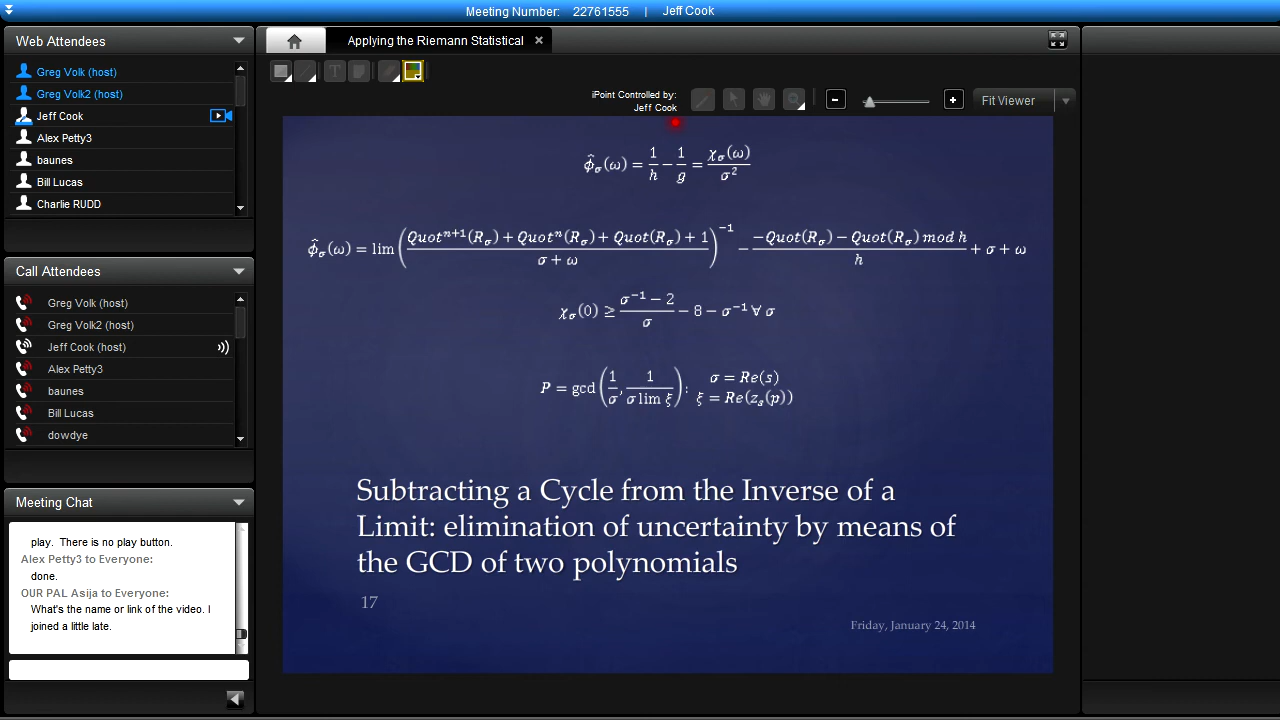 Meeting Number: 22761555 | Jeff Cook
Web Attendees
Greg Volk (host)
Greg Volk2 (host)
Jeff Cook
Alex Petty3
baunes
Bill Lucas
Charlie RUDD
Call Attendees
Greg Volk (host)
Greg Volk2 (host)
Jeff Cook (host)
Alex Petty3
baunes
Bill Lucas
dowdye
Meeting Chat
play. There is no play button.
Alex Petty3 to Everyone:
done.
OUR PAL Asija to Everyone:
What's the name or link of the video. I
joined a little late.
Applying the Riemann Statistical
iPoint Controlled by:
Jeff Cook
Fit Viewer
ϕ̂_σ(ω) = 1/h − 1/g = χ_σ(ω)/σ²
ϕ̂_σ(ω) = lim((Quotⁿ⁺¹(R_σ) + Quotⁿ(R_σ) + Quot(R_σ) + 1)/(σ + ω))⁻¹ − (−Quot(R_σ) − Quot(R_σ) mod h)/h + σ + ω
χ_σ(0) ≥ (σ⁻¹ − 2)/σ − 8 − σ⁻¹ ∀ σ
P = gcd(1/σ, 1/(σ lim ξ)): σ = Re(s)
ξ = Re(z_s(p))
Subtracting a Cycle from the Inverse of a
Limit: elimination of uncertainty by means of
the GCD of two polynomials
17
Friday, January 24, 2014